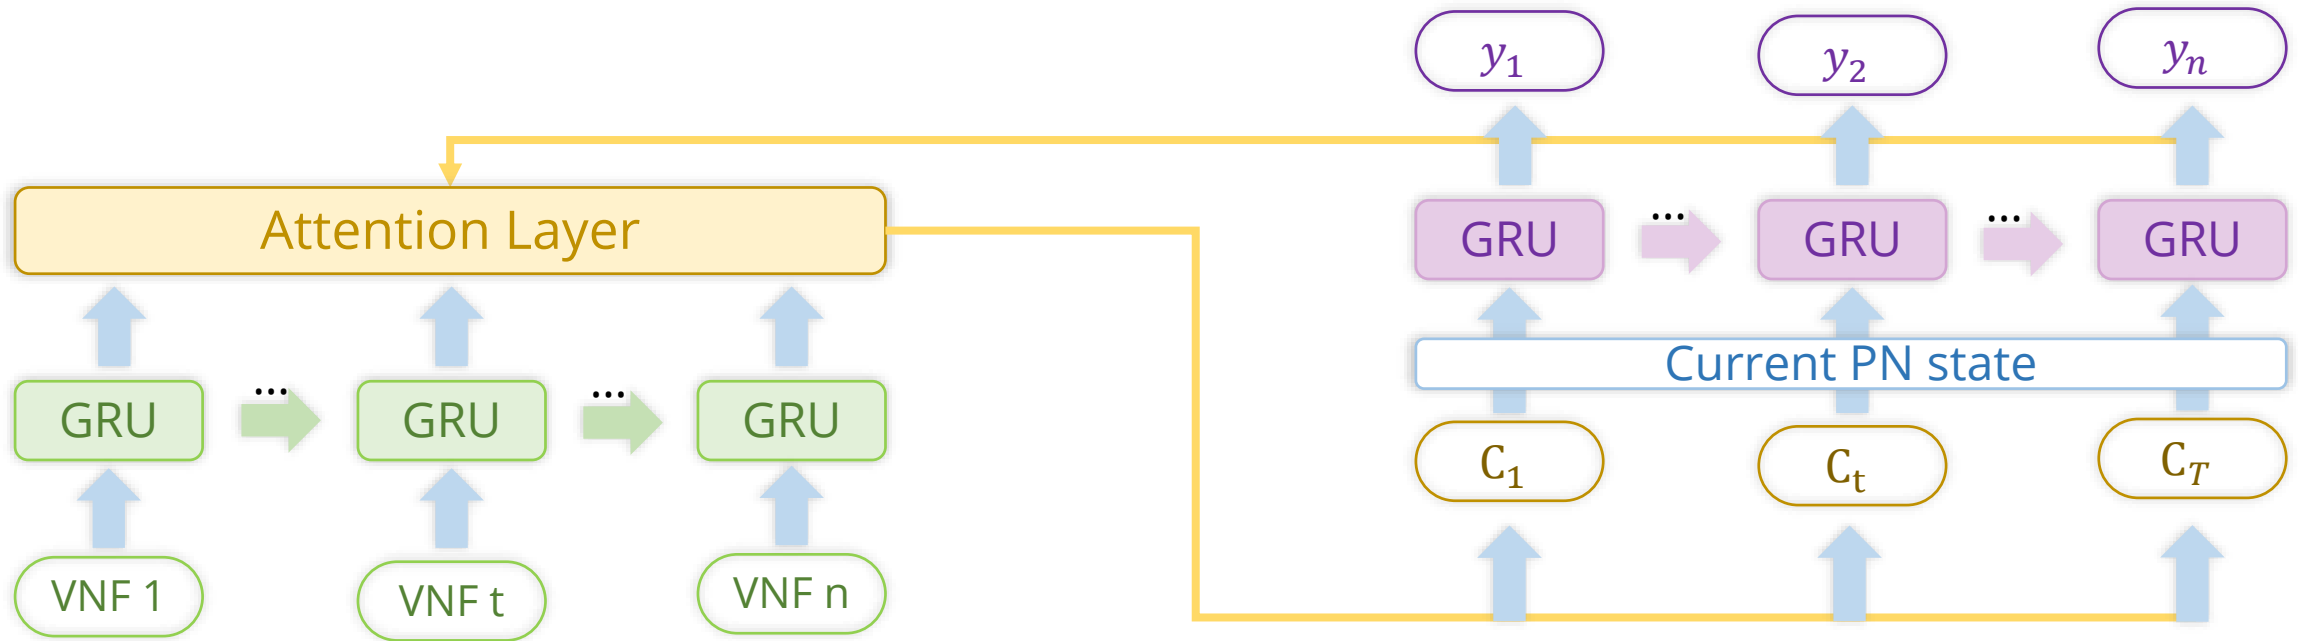 y₁ y₂ yₙ
Attention Layer
GRU ... GRU ... GRU
Current PN state
GRU ... GRU ... GRU
C₁ Cₜ C_T
VNF 1 VNF t VNF n